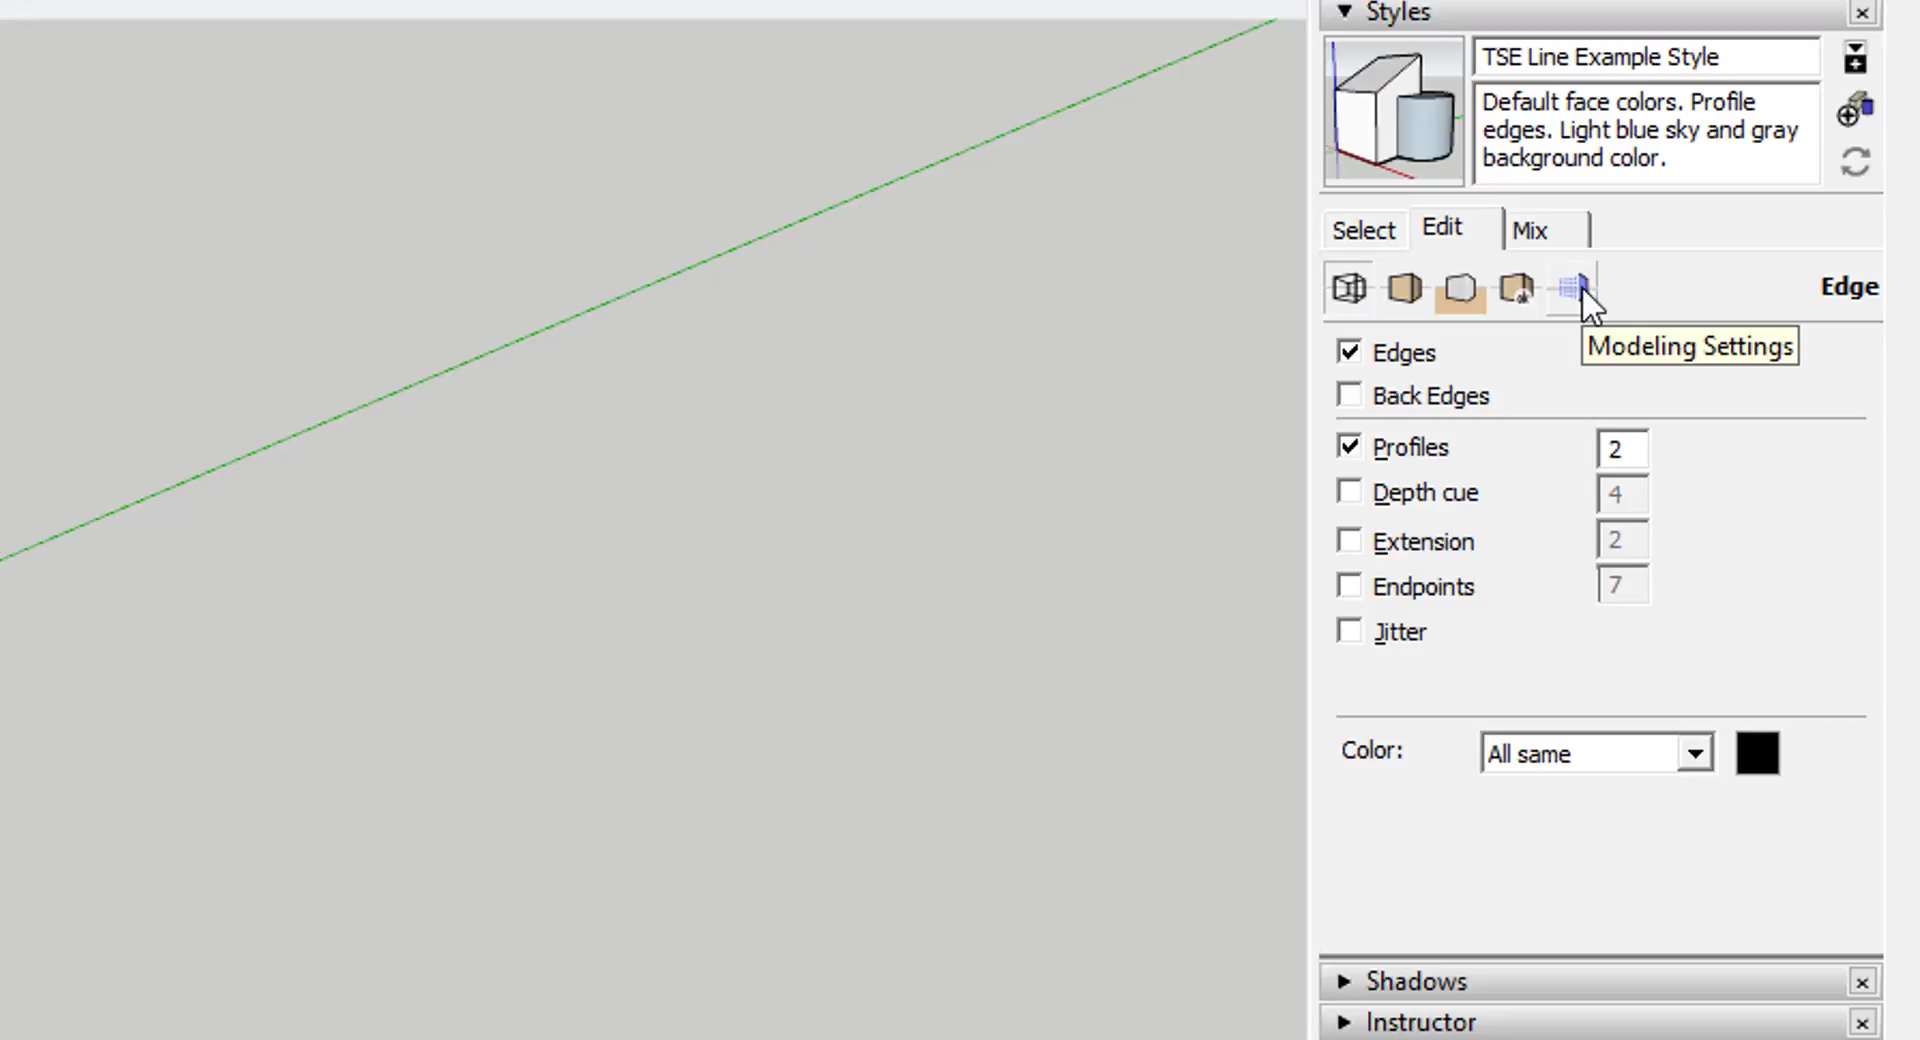 Styles
TSE Line Example Style
Default face colors. Profile
edges. Light blue sky and gray
background color.
Select Edit Mix
Edge
Modeling Settings
Edges
Back Edges
Profiles 2
Depth cue 4
Extension 2
Endpoints 7
Jitter
Color: All same
Shadows
Instructor